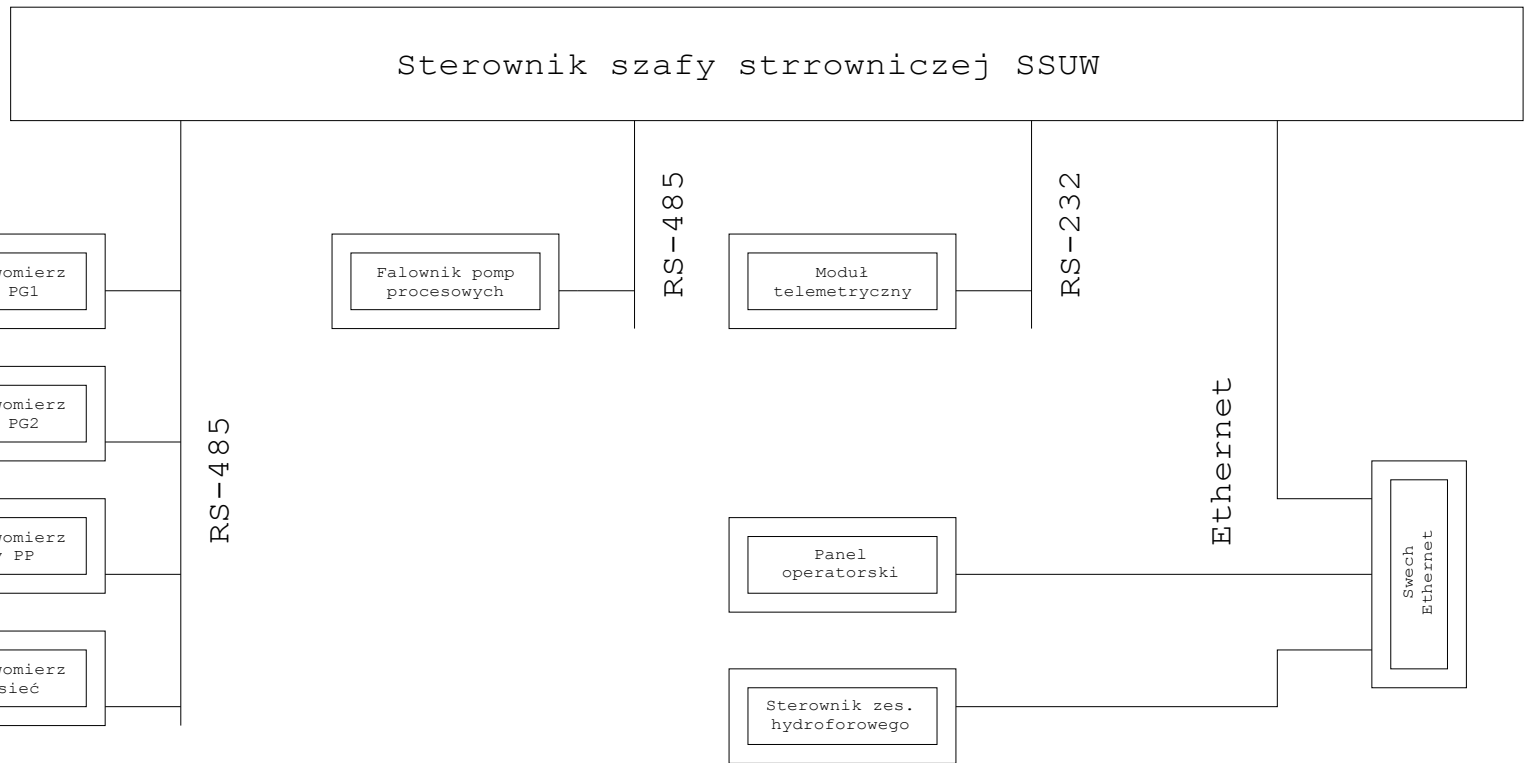 Sterownik szafy strrowniczej SSUW
RS-485
RS-232
PG1
Falownik pomp
procesowych
Moduł
telemetryczny
PG2
RS-485
Ethernet
PP
sieć
Panel
operatorski
Swech
Ethernet
Sterownik zes.
hydroforowego